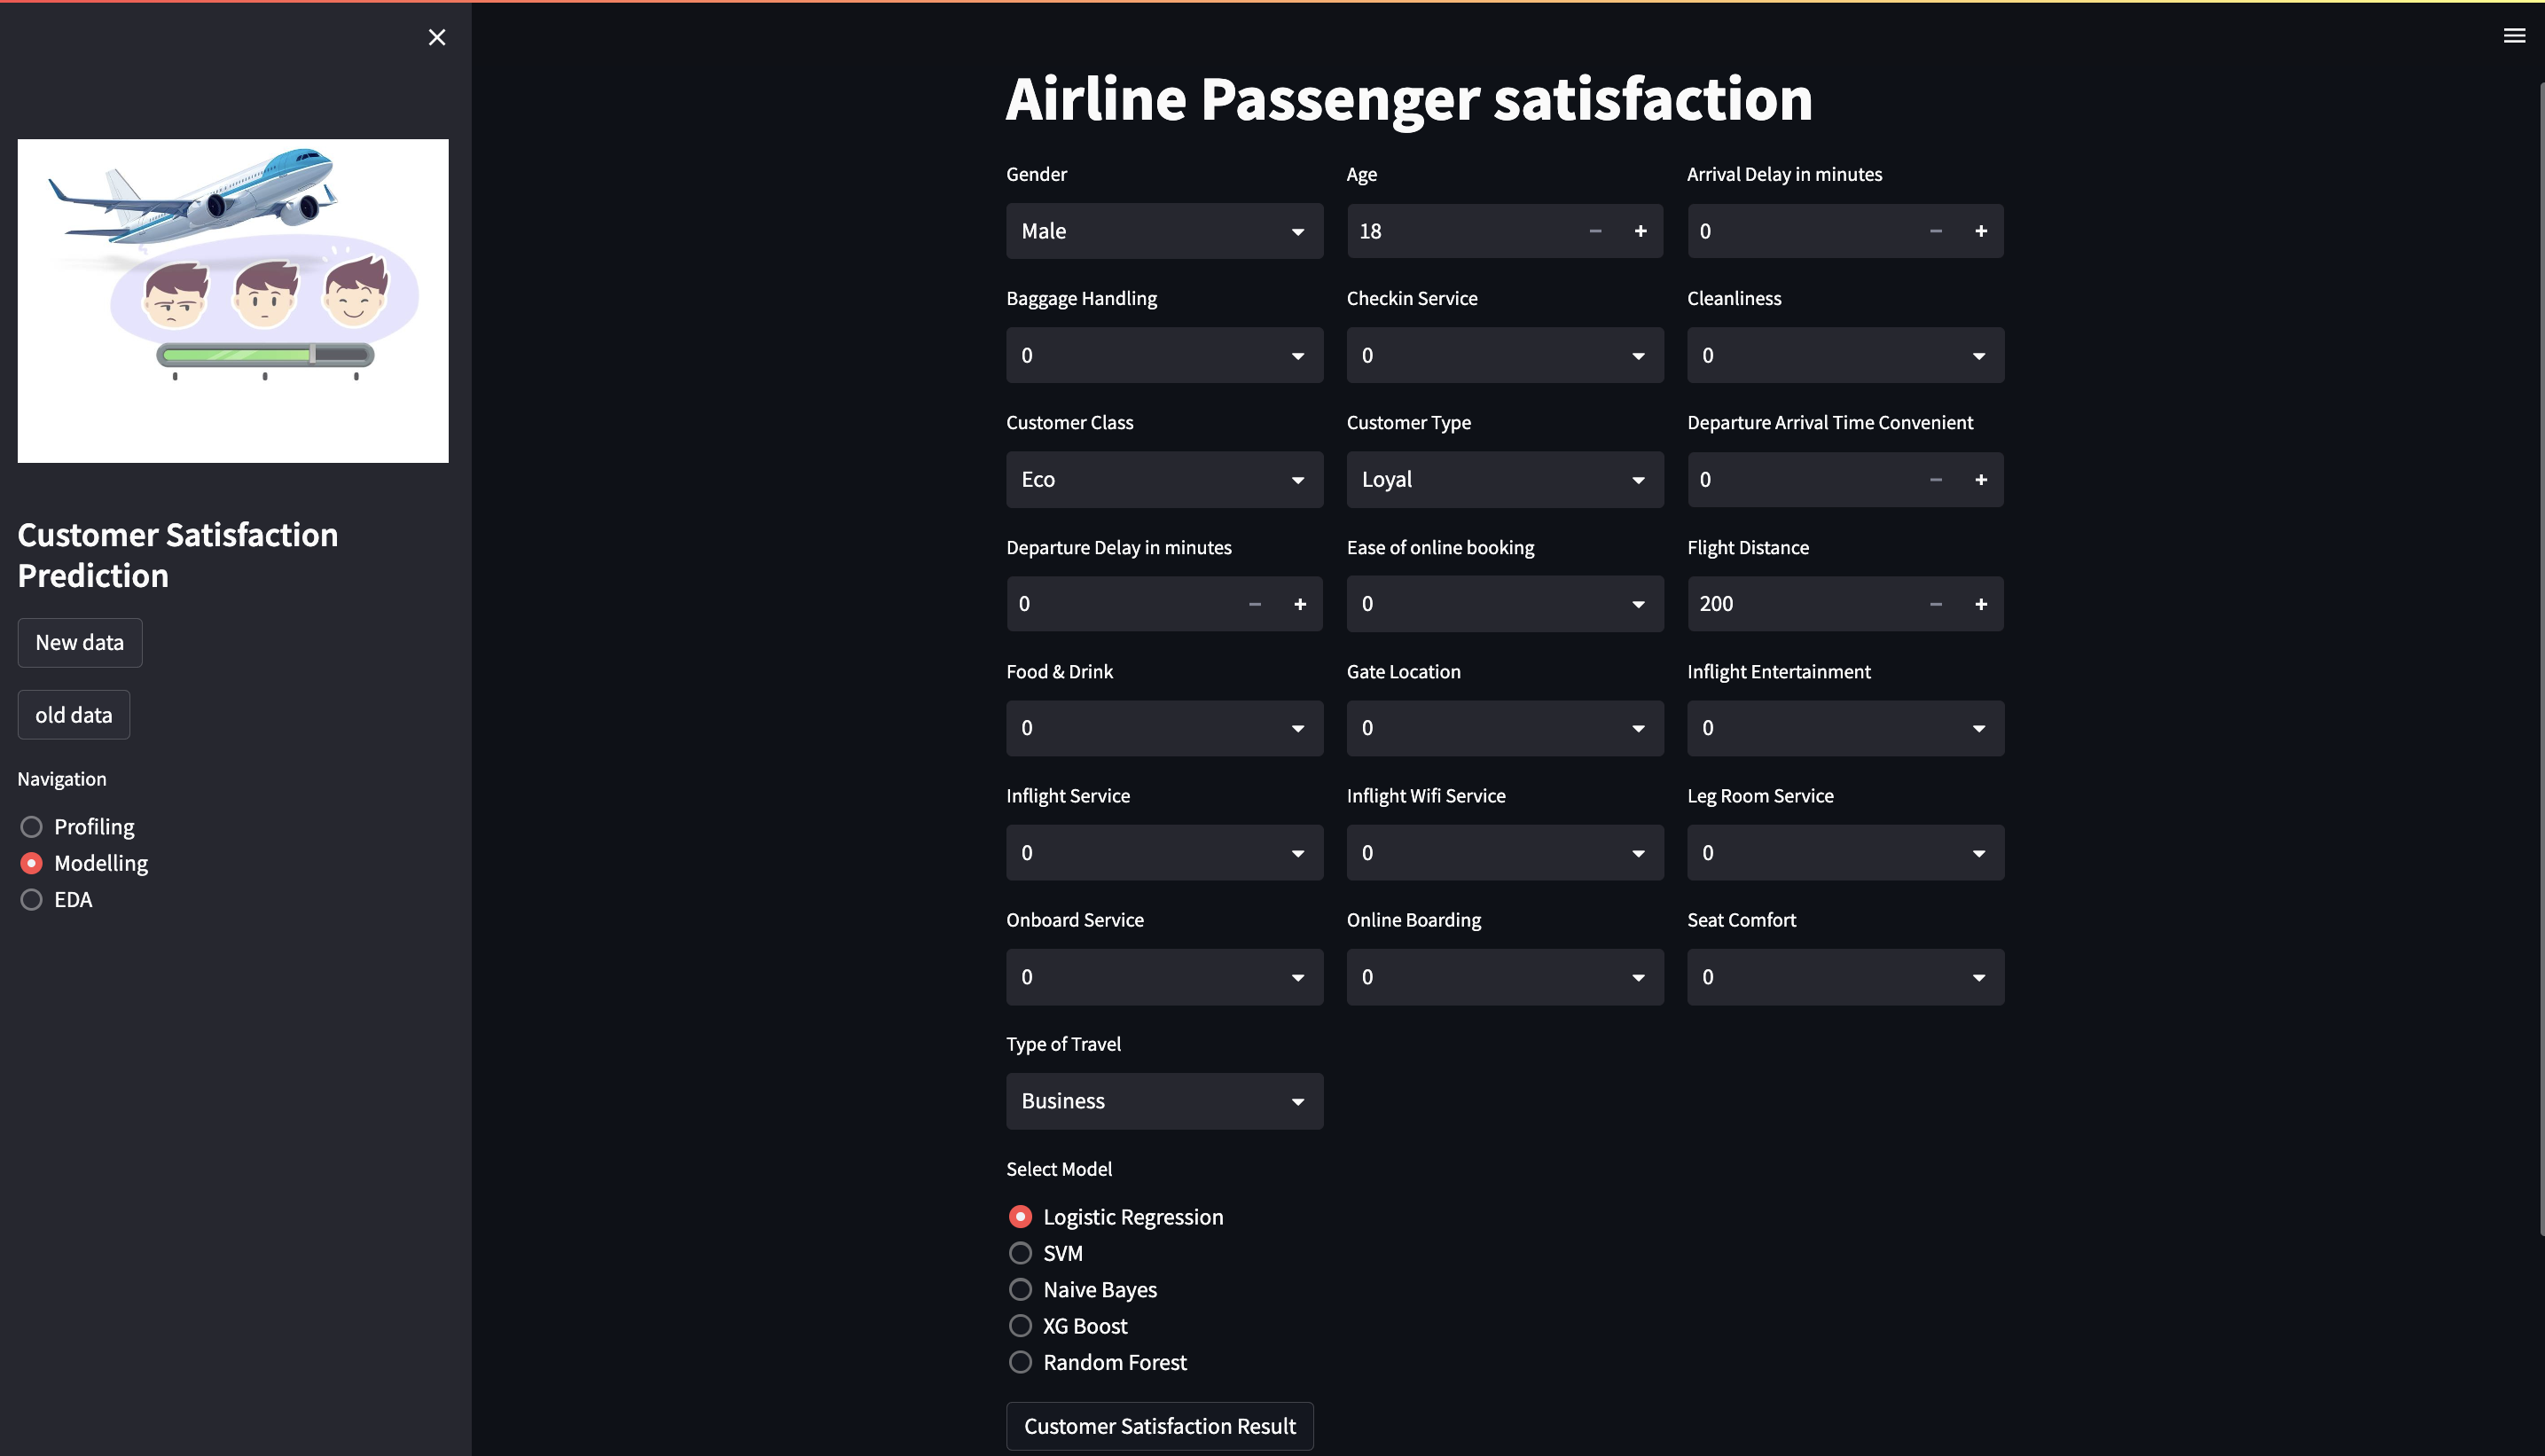 Customer Satisfaction
Prediction
New data
old data
Navigation
Profiling
Modelling
EDA
Airline Passenger satisfaction
Gender
Age
Arrival Delay in minutes
Male
18
0
Baggage Handling
Checkin Service
Cleanliness
0
0
0
Customer Class
Customer Type
Departure Arrival Time Convenient
Eco
Loyal
0
Departure Delay in minutes
Ease of online booking
Flight Distance
0
0
200
Food & Drink
Gate Location
Inflight Entertainment
0
0
0
Inflight Service
Inflight Wifi Service
Leg Room Service
0
0
0
Onboard Service
Online Boarding
Seat Comfort
0
0
0
Type of Travel
Business
Select Model
Logistic Regression
SVM
Naive Bayes
XG Boost
Random Forest
Customer Satisfaction Result